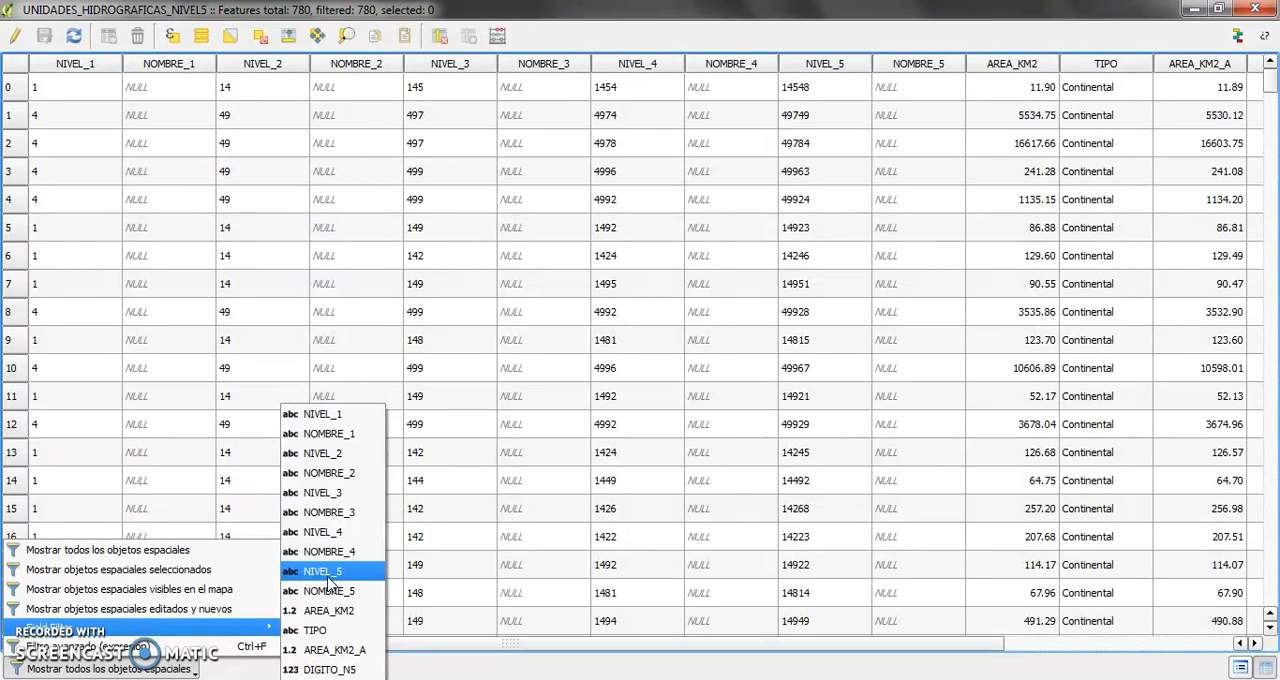 UNIDADES_HIDROGRAFICAS_NIVEL5 :: Features total: 780, filtered: 780, selected: 0
NIVEL_1 NOMBRE_1 NIVEL_2 NOMBRE_2 NIVEL_3 NOMBRE_3 NIVEL_4 NOMBRE_4 NIVEL_5 NOMBRE_5 AREA_KM2 TIPO AREA_KM2_A
0 1 NULL 14 NULL 145 NULL 1454 NULL 14548 NULL 11.90 Continental 11.89
1 4 NULL 49 NULL 497 NULL 4974 NULL 49749 NULL 5534.75 Continental 5530.12
2 4 NULL 49 NULL 497 NULL 4978 NULL 49784 NULL 16617.66 Continental 16603.75
3 4 NULL 49 NULL 499 NULL 4996 NULL 49963 NULL 241.28 Continental 241.08
4 4 NULL 49 NULL 499 NULL 4992 NULL 49924 NULL 1135.15 Continental 1134.20
5 1 NULL 14 NULL 149 NULL 1492 NULL 14923 NULL 86.88 Continental 86.81
6 1 NULL 14 NULL 142 NULL 1424 NULL 14246 NULL 129.60 Continental 129.49
7 1 NULL 14 NULL 149 NULL 1495 NULL 14951 NULL 90.55 Continental 90.47
8 4 NULL 49 NULL 499 NULL 4992 NULL 49928 NULL 3535.86 Continental 3532.90
9 1 NULL 14 NULL 148 NULL 1481 NULL 14815 NULL 123.70 Continental 123.60
10 4 NULL 49 NULL 499 NULL 4996 NULL 49967 NULL 10606.89 Continental 10598.01
11 1 NULL 14 NULL 149 NULL 1492 NULL 14921 NULL 52.17 Continental 52.13
12 4 NULL 49 499 NULL 4992 NULL 49929 NULL 3678.04 Continental 3674.96
13 1 NULL 14 142 NULL 1424 NULL 14245 NULL 126.68 Continental 126.57
14 1 NULL 14 144 NULL 1449 NULL 14492 NULL 64.75 Continental 64.70
15 1 NULL 14 142 NULL 1426 NULL 14268 NULL 257.20 Continental 256.98
16 1 NULL 14 142 NULL 1422 NULL 14223 NULL 207.68 Continental 207.51
149 NULL 1492 NULL 14922 NULL 114.17 Continental 114.07
148 NULL 1481 NULL 14814 NULL 67.96 Continental 67.90
149 NULL 1494 NULL 14949 NULL 491.29 Continental 490.88
abc NIVEL_1
abc NOMBRE_1
abc NIVEL_2
abc NOMBRE_2
abc NIVEL_3
abc NOMBRE_3
abc NIVEL_4
abc NOMBRE_4
abc NIVEL_5
abc NOMBRE_5
1.2 AREA_KM2
abc TIPO
1.2 AREA_KM2_A
123 DIGITO_N5
Mostrar todos los objetos espaciales
Mostrar objetos espaciales seleccionados
Mostrar objetos espaciales visibles en el mapa
Mostrar objetos espaciales editados y nuevos
Filtro avanzado (expresión) Ctrl+F
Mostrar todos los objetos espaciales
RECORDED WITH
SCREENCAST MATIC